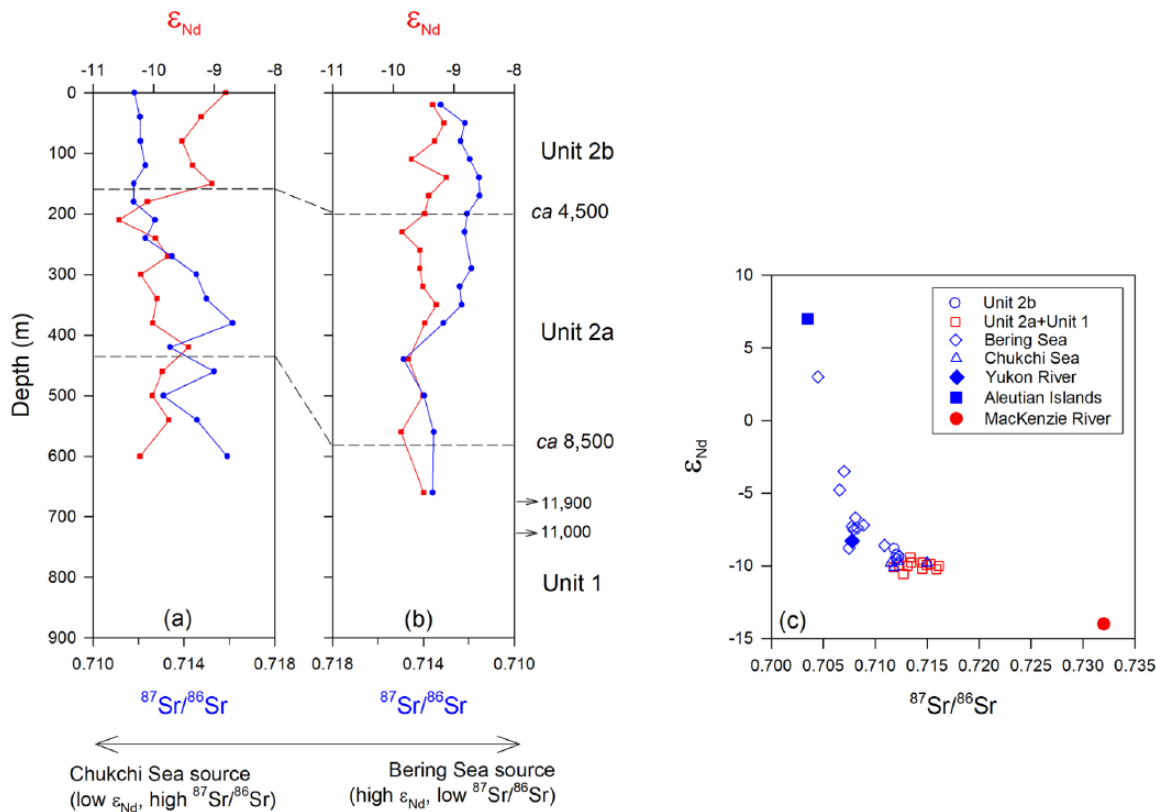 εNd
εNd
-11 -10 -9 -8
-11 -10 -9 -8
0
100
200
300
400
500
600
700
800
900
Depth (m)
Unit 2b
ca 4,500
Unit 2a
ca 8,500
11,900
11,000
Unit 1
(a)
(b)
0.710 0.714 0.718
0.718 0.714 0.710
87Sr/86Sr
87Sr/86Sr
Chukchi Sea source
(low εNd, high 87Sr/86Sr)
Bering Sea source
(high εNd, low 87Sr/86Sr)
10
5
0
-5
-10
-15
εNd
Unit 2b
Unit 2a+Unit 1
Bering Sea
Chukchi Sea
Yukon River
Aleutian Islands
MacKenzie River
(c)
0.700 0.705 0.710 0.715 0.720 0.725 0.730 0.735
87Sr/86Sr